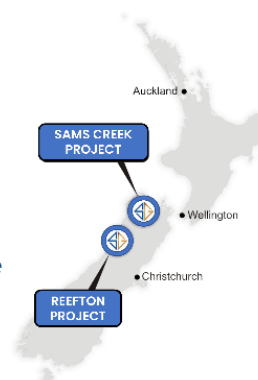 Auckland
SAMS CREEK
PROJECT
Wellington
Christchurch
REEFTON
PROJECT